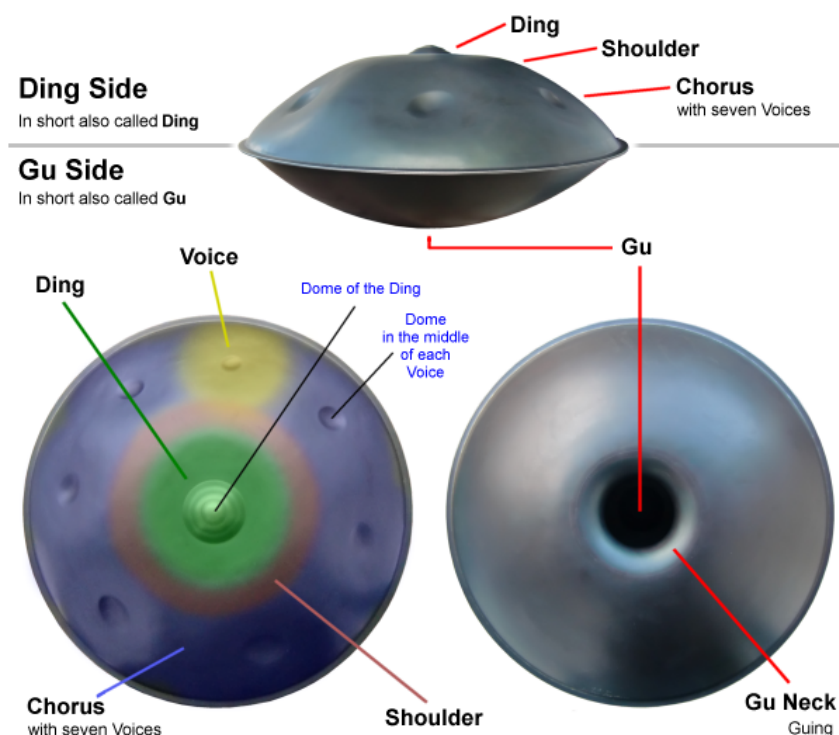 Ding
Shoulder
Ding Side
In short also called Ding
Chorus
with seven Voices
Gu Side
In short also called Gu
Gu
Voice
Ding
Dome of the Ding
Dome
in the middle
of each
Voice
Gu Neck
Guing
Chorus
with seven Voices
Shoulder